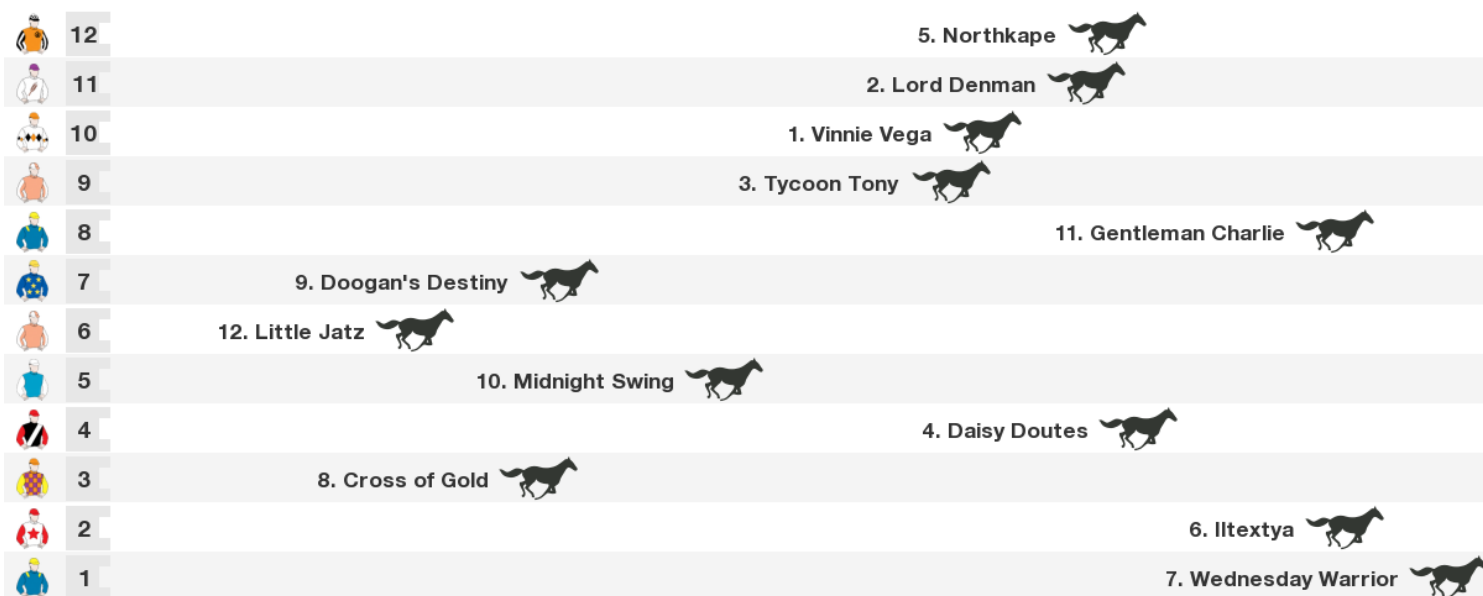 12 5. Northkape
11 2. Lord Denman
10 1. Vinnie Vega
9 3. Tycoon Tony
8 11. Gentleman Charlie
7 9. Doogan's Destiny
6 12. Little Jatz
5 10. Midnight Swing
4 4. Daisy Doutes
3 8. Cross of Gold
2 6. Iltextya
1 7. Wednesday Warrior